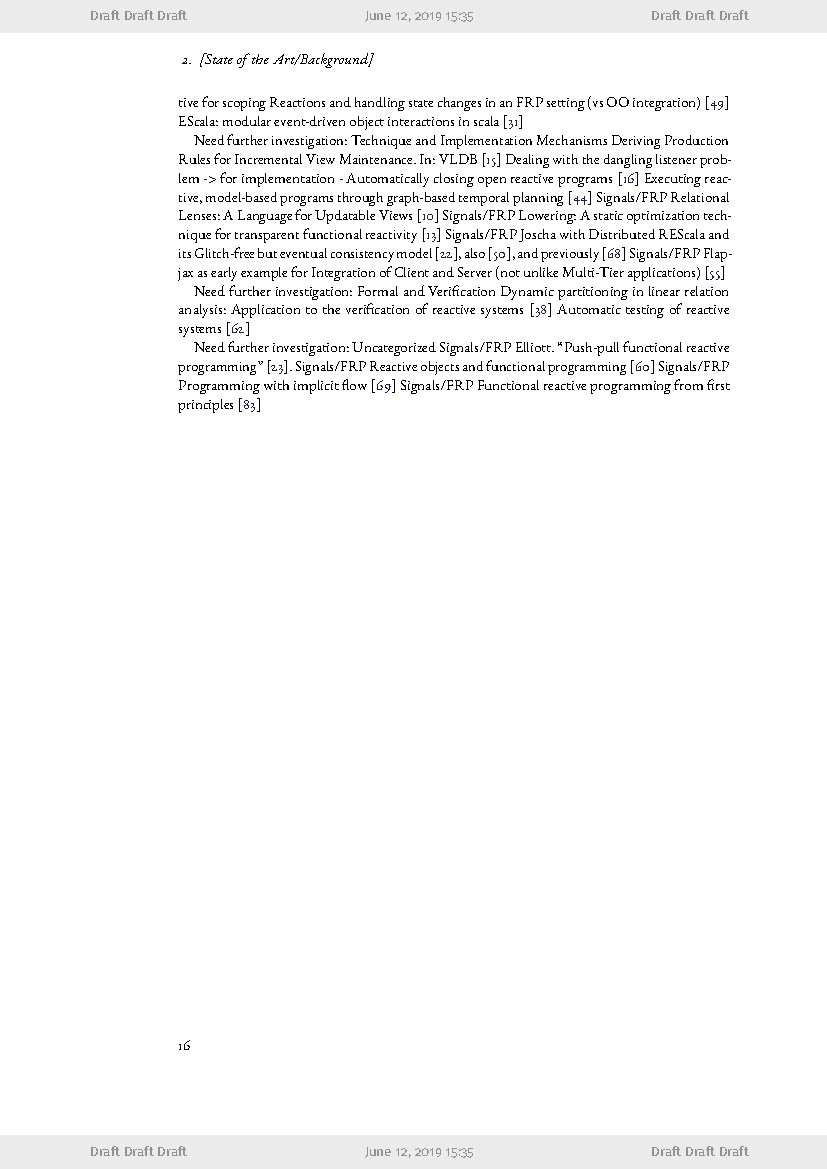 Draft Draft Draft June 12, 2019 15:35 Draft Draft Draft
2. [State of the Art/Background]
tive for scoping Reactions and handling state changes in an FRP setting (vs OO integration) [49]
EScala: modular event-driven object interactions in scala [31]
Need further investigation: Technique and Implementation Mechanisms Deriving Production
Rules for Incremental View Maintenance. In: VLDB [15] Dealing with the dangling listener prob-
lem -> for implementation - Automatically closing open reactive programs [16] Executing reac-
tive, model-based programs through graph-based temporal planning [44] Signals/FRP Relational
Lenses: A Language for Updatable Views [10] Signals/FRP Lowering: A static optimization tech-
nique for transparent functional reactivity [13] Signals/FRP Joscha with Distributed REScala and
its Glitch-free but eventual consistency model [22], also [50], and previously [68] Signals/FRP Flap-
jax as early example for Integration of Client and Server (not unlike Multi-Tier applications) [55]
Need further investigation: Formal and Verification Dynamic partitioning in linear relation
analysis: Application to the verification of reactive systems [38] Automatic testing of reactive
systems [62]
Need further investigation: Uncategorized Signals/FRP Elliott. “Push-pull functional reactive
programming” [23]. Signals/FRP Reactive objects and functional programming [60] Signals/FRP
Programming with implicit flow [69] Signals/FRP Functional reactive programming from first
principles [83]
16
Draft Draft Draft June 12, 2019 15:35 Draft Draft Draft